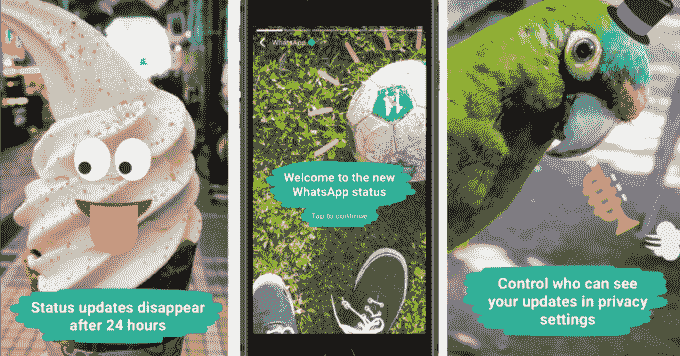 Status updates disappear
after 24 hours
WhatsApp
Welcome to the new
WhatsApp status
Tap to continue
Control who can see
your updates in privacy
settings